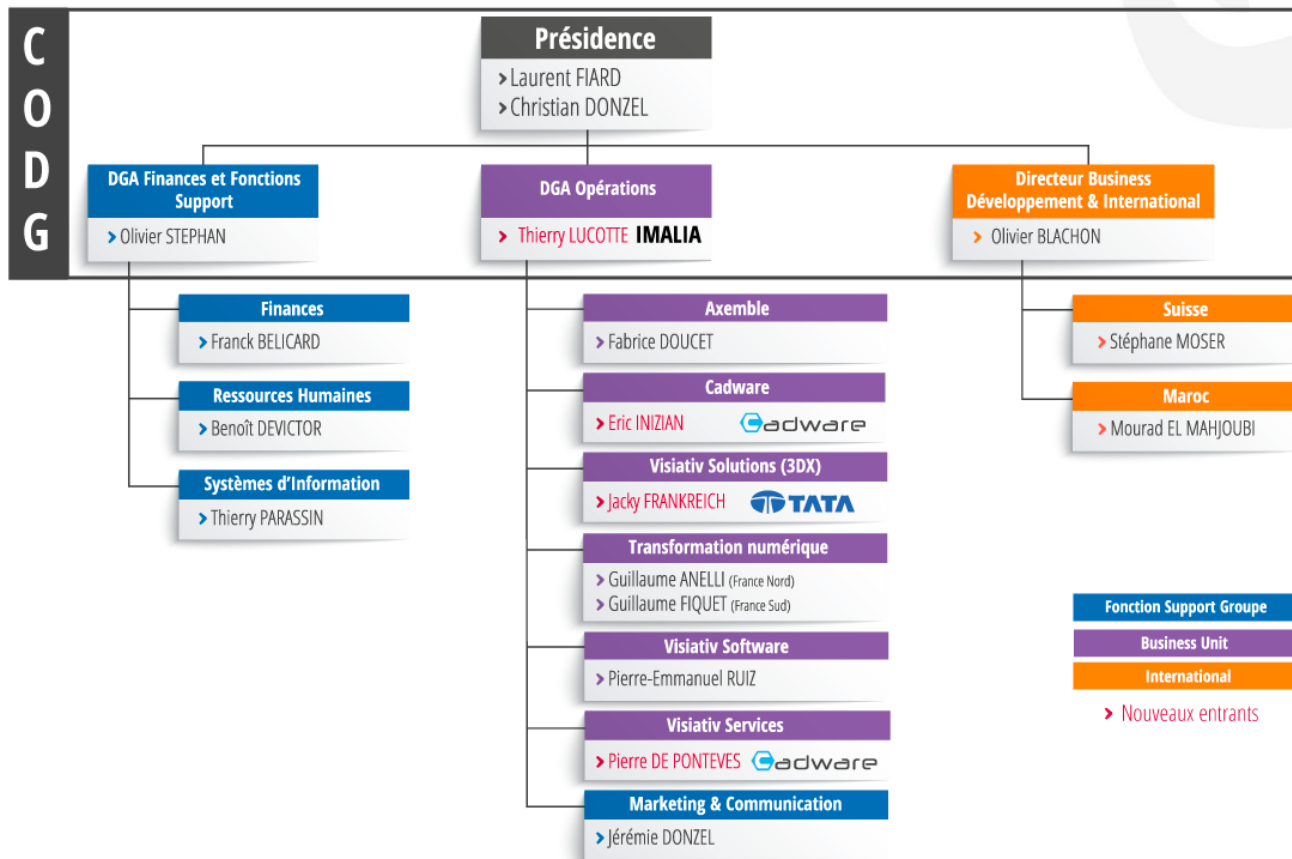 CODG
Présidence
Laurent FIARD
Christian DONZEL
DGA Finances et Fonctions
Support
Olivier STEPHAN
DGA Opérations
Thierry LUCOTTE IMALIA
Directeur Business
Développement & International
Olivier BLACHON
Finances
Franck BELICARD
Ressources Humaines
Benoît DEVICTOR
Systèmes d'Information
Thierry PARASSIN
Axemble
Fabrice DOUCET
Cadware
Eric INIZIAN Cadware
Visiativ Solutions (3DX)
Jacky FRANKREICH TATA
Transformation numérique
Guillaume ANELLI (France Nord)
Guillaume FIQUET (France Sud)
Visiativ Software
Pierre-Emmanuel RUIZ
Visiativ Services
Pierre DE PONTEVES Cadware
Marketing & Communication
Jérémie DONZEL
Suisse
Stéphane MOSER
Maroc
Mourad EL MAHJOUBI
Fonction Support Groupe
Business Unit
International
Nouveaux entrants